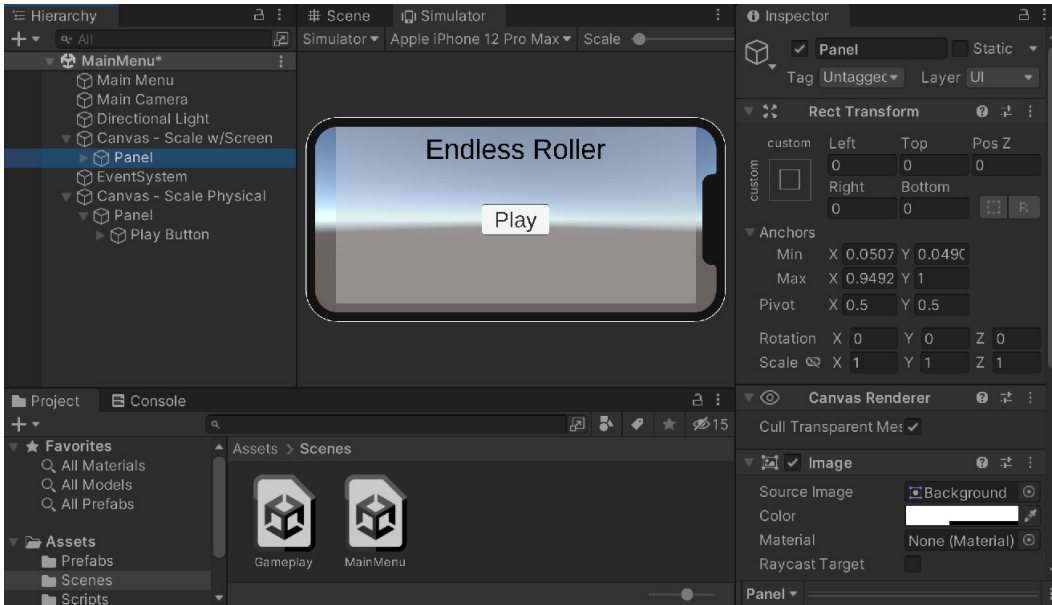 Hierarchy
All
MainMenu*
Main Menu
Main Camera
Directional Light
Canvas - Scale w/Screen
Panel
EventSystem
Canvas - Scale Physical
Panel
Play Button
Scene Simulator
Simulator Apple iPhone 12 Pro Max Scale
Endless Roller
Play
Inspector
Panel Static
Tag Untaggec Layer UI
Rect Transform
custom Left Top Pos Z
custom
0 0 0
Right Bottom
0 0 R
Anchors
Min X 0.0507 Y 0.0490
Max X 0.9492 Y 1
Pivot X 0.5 Y 0.5
Rotation X 0 Y 0 Z 0
Scale X 1 Y 1 Z 1
Canvas Renderer
Cull Transparent Mes
Image
Source Image Background
Color
Material None (Material)
Raycast Target
Panel
Project Console
15
Favorites
All Materials
All Models
All Prefabs
Assets
Prefabs
Scenes
Scripts
Assets > Scenes
Gameplay MainMenu